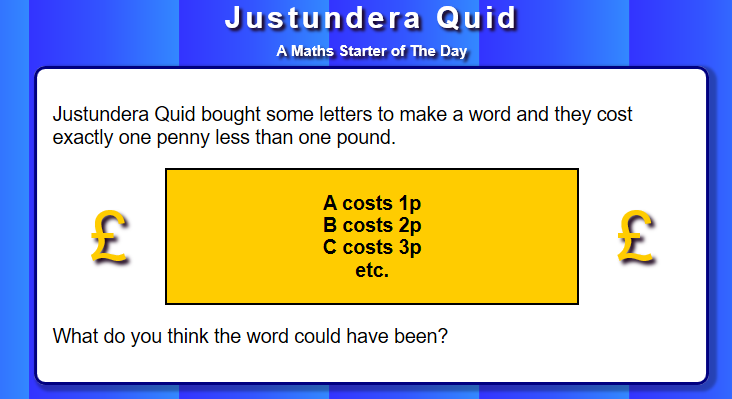 Justundera Quid
A Maths Starter of The Day
Justundera Quid bought some letters to make a word and they cost
exactly one penny less than one pound.
£
A costs 1p
B costs 2p
C costs 3p
etc.
£
What do you think the word could have been?